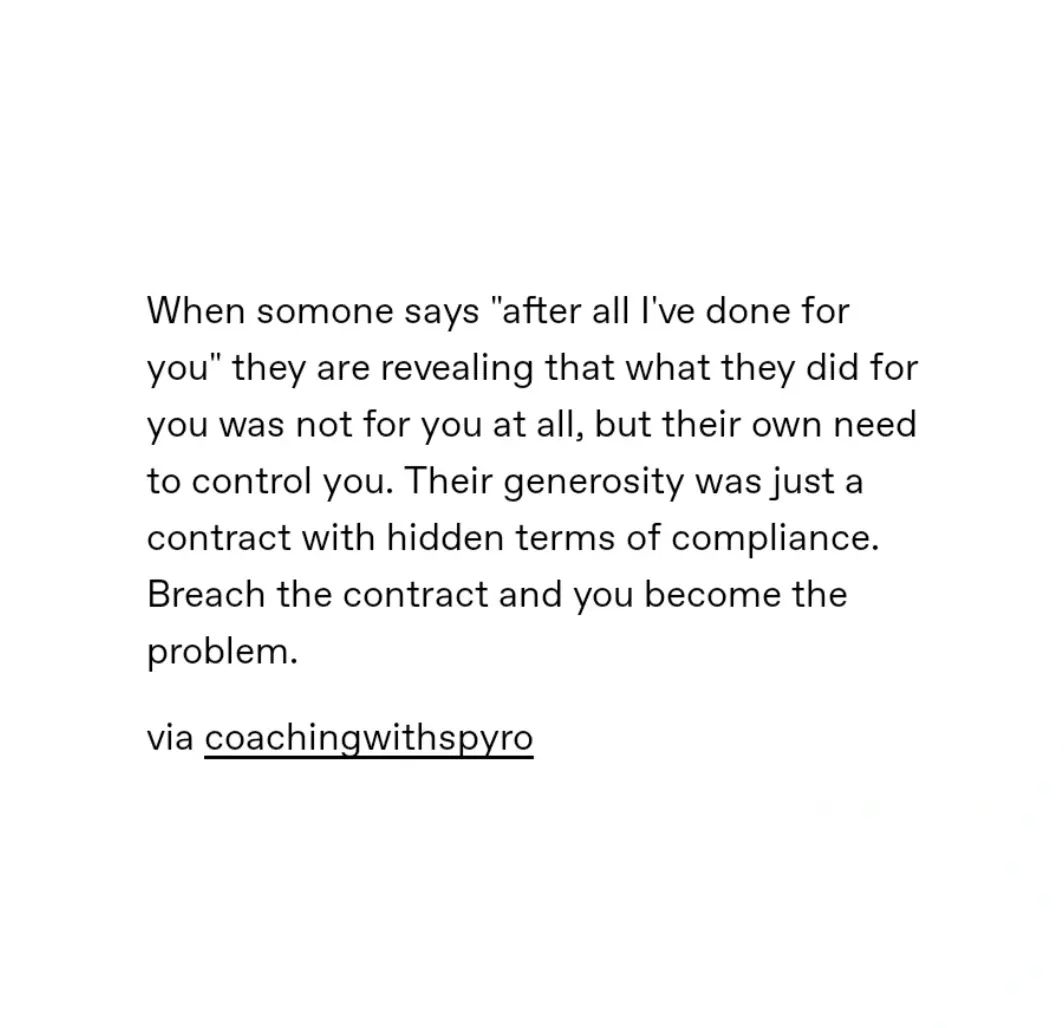 When somone says "after all I've done for
you" they are revealing that what they did for
you was not for you at all, but their own need
to control you. Their generosity was just a
contract with hidden terms of compliance.
Breach the contract and you become the
problem.
via coachingwithspyro